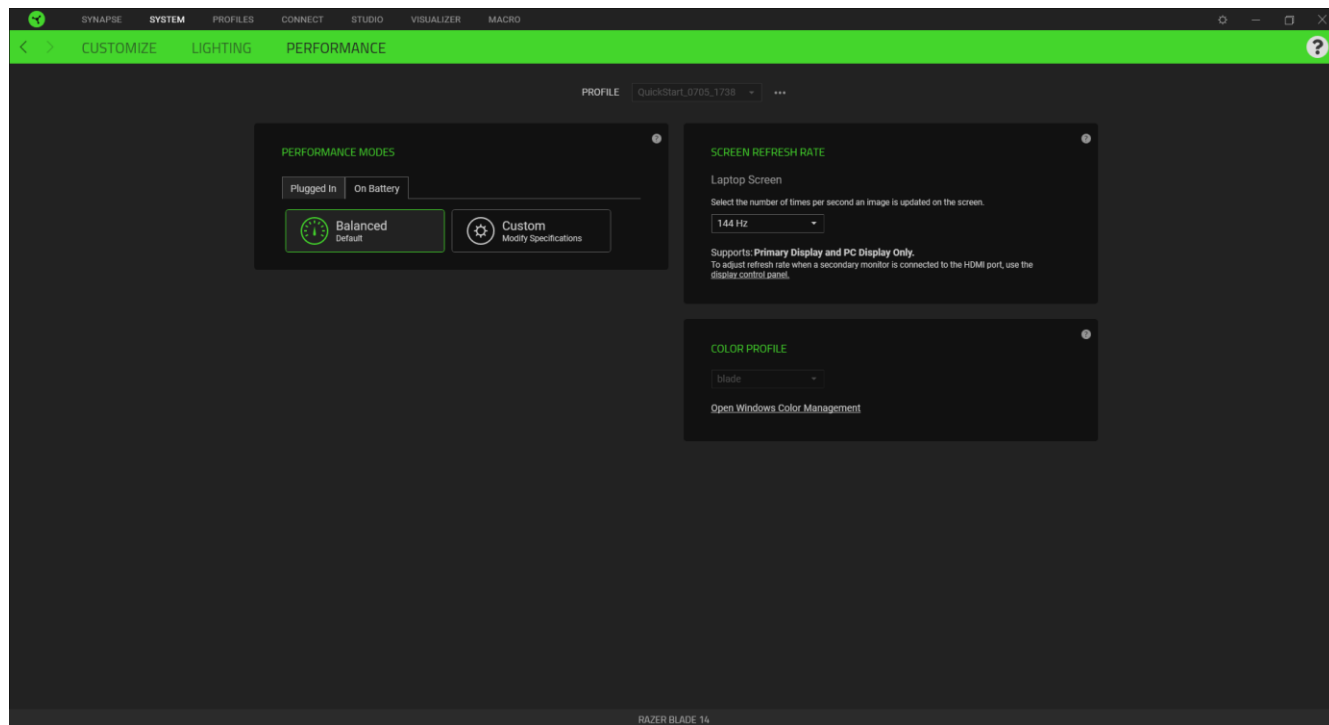 SYNAPSE SYSTEM PROFILES CONNECT STUDIO VISUALIZER MACRO
CUSTOMIZE LIGHTING PERFORMANCE ?
PROFILE QuickStart_0705_1738 •••
PERFORMANCE MODES ?
Plugged In On Battery
Balanced
Default
Custom
Modify Specifications
SCREEN REFRESH RATE ?
Laptop Screen
Select the number of times per second an image is updated on the screen.
144 Hz
Supports: Primary Display and PC Display Only.
To adjust refresh rate when a secondary monitor is connected to the HDMI port, use the
display control panel.
COLOR PROFILE ?
blade
Open Windows Color Management
RAZER BLADE 14